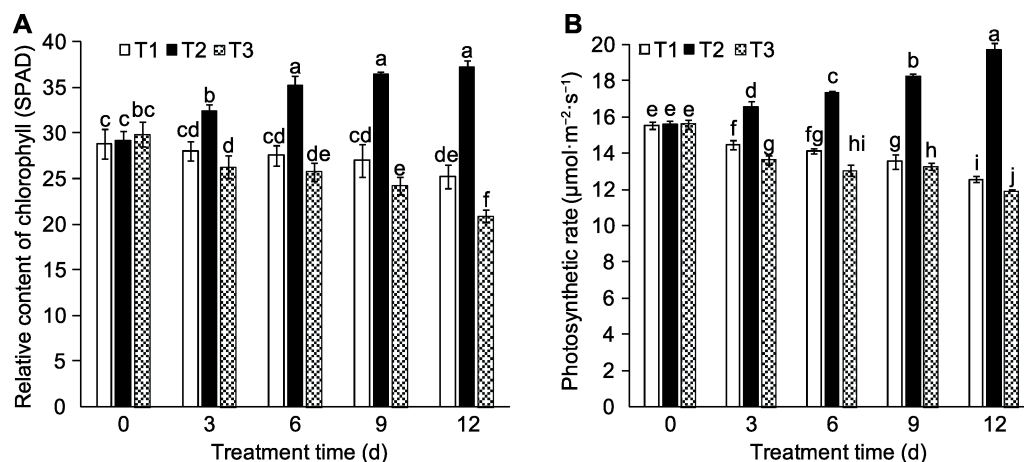 A
T1 T2 T3
Relative content of chlorophyll (SPAD)
40
35
30
25
20
15
10
5
0
c c bc
cd b d
cd a de
cd a e
de a f
0 3 6 9 12
Treatment time (d)
B
T1 T2 T3
Photosynthetic rate (μmol·m⁻²·s⁻¹)
20
18
16
14
12
10
8
6
4
2
0
e e e
f d g
fg c hi
g b h
i a j
0 3 6 9 12
Treatment time (d)